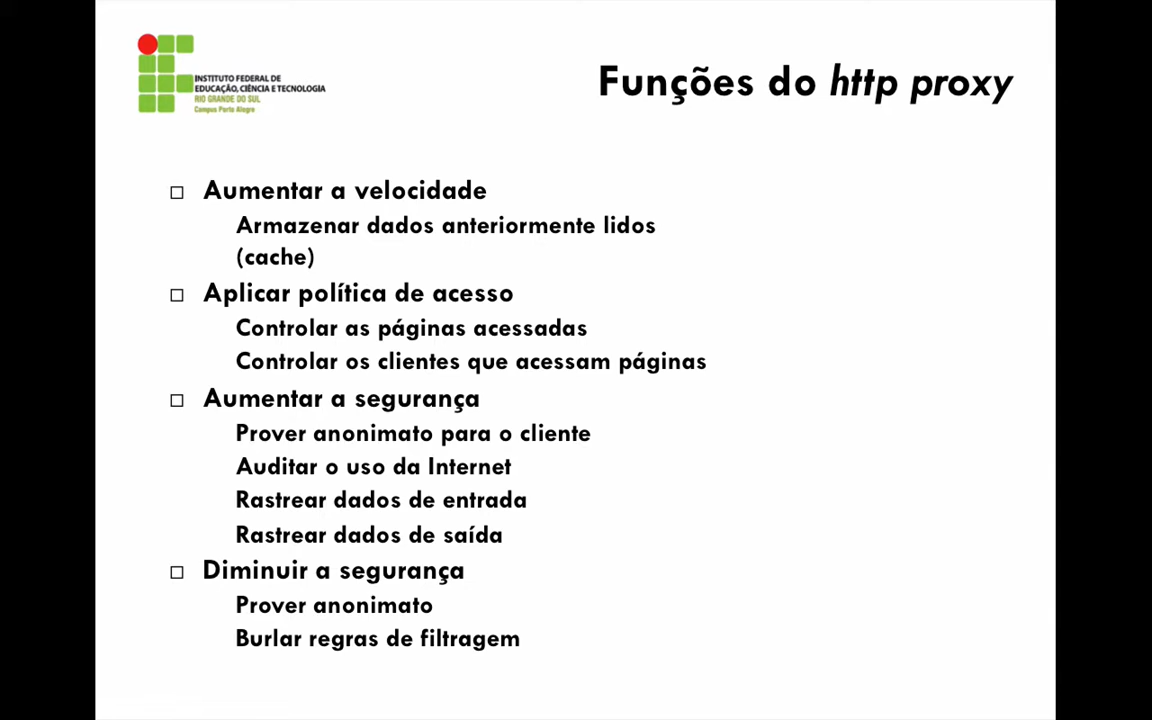 INSTITUTO FEDERAL DE
EDUCAÇÃO, CIÊNCIA E TECNOLOGIA
RIO GRANDE DO SUL
Campus Porto Alegre
Funções do http proxy
Aumentar a velocidade
Armazenar dados anteriormente lidos
(cache)
Aplicar política de acesso
Controlar as páginas acessadas
Controlar os clientes que acessam páginas
Aumentar a segurança
Prover anonimato para o cliente
Auditar o uso da Internet
Rastrear dados de entrada
Rastrear dados de saída
Diminuir a segurança
Prover anonimato
Burlar regras de filtragem